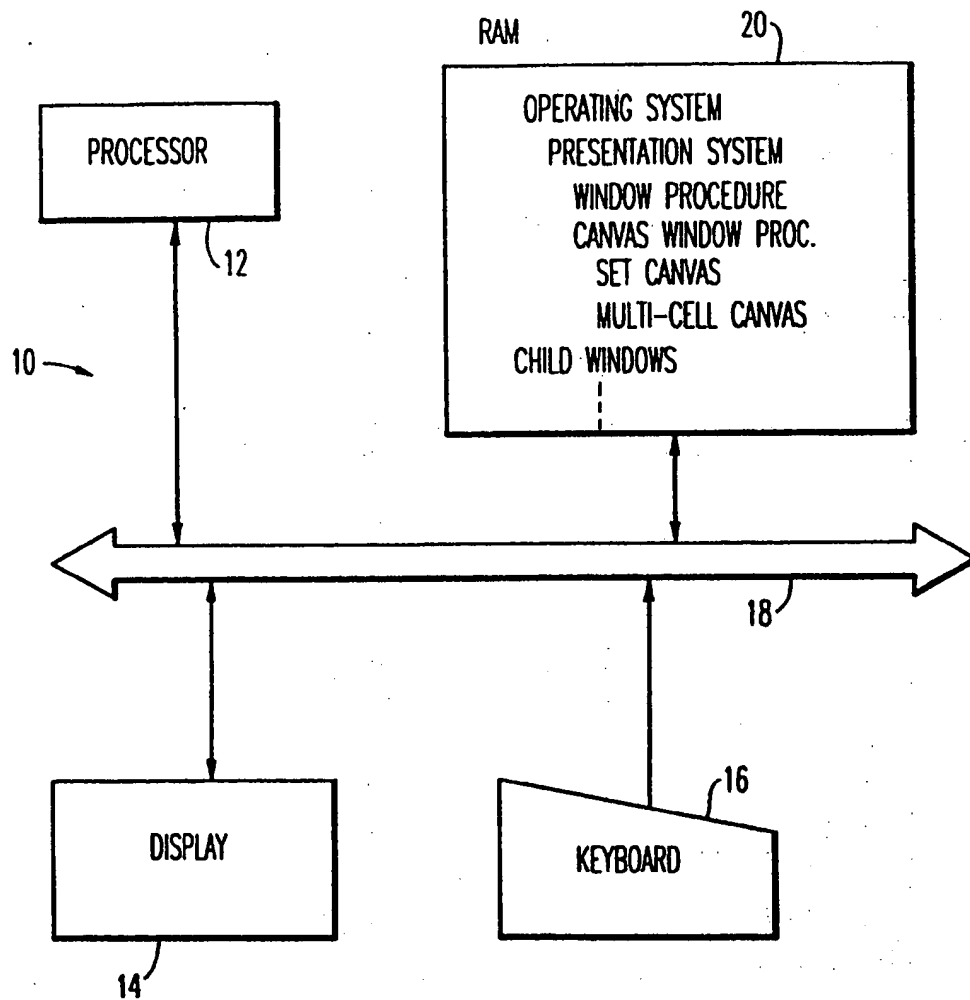 RAM
20
PROCESSOR
12
OPERATING SYSTEM
PRESENTATION SYSTEM
WINDOW PROCEDURE
CANVAS WINDOW PROC.
SET CANVAS
MULTI-CELL CANVAS
CHILD WINDOWS
10
18
DISPLAY
14
16
KEYBOARD